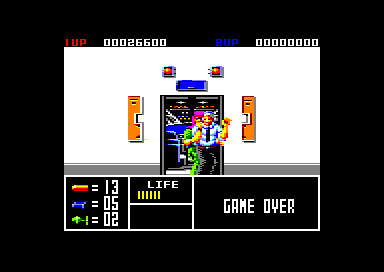 1UP 00026600 2UP 00000000
= 13 LIFE
= 05 GAME OVER
= 02